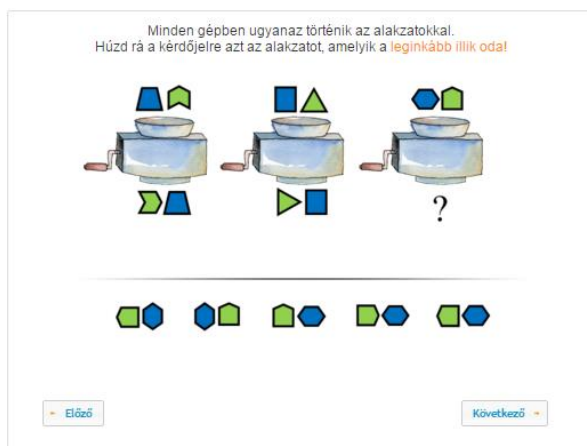 Minden gépben ugyanaz történik az alakzatokkal.
Húzd rá a kérdőjelre azt az alakzatot, amelyik a leginkább illik oda!
?
Előző
Következő